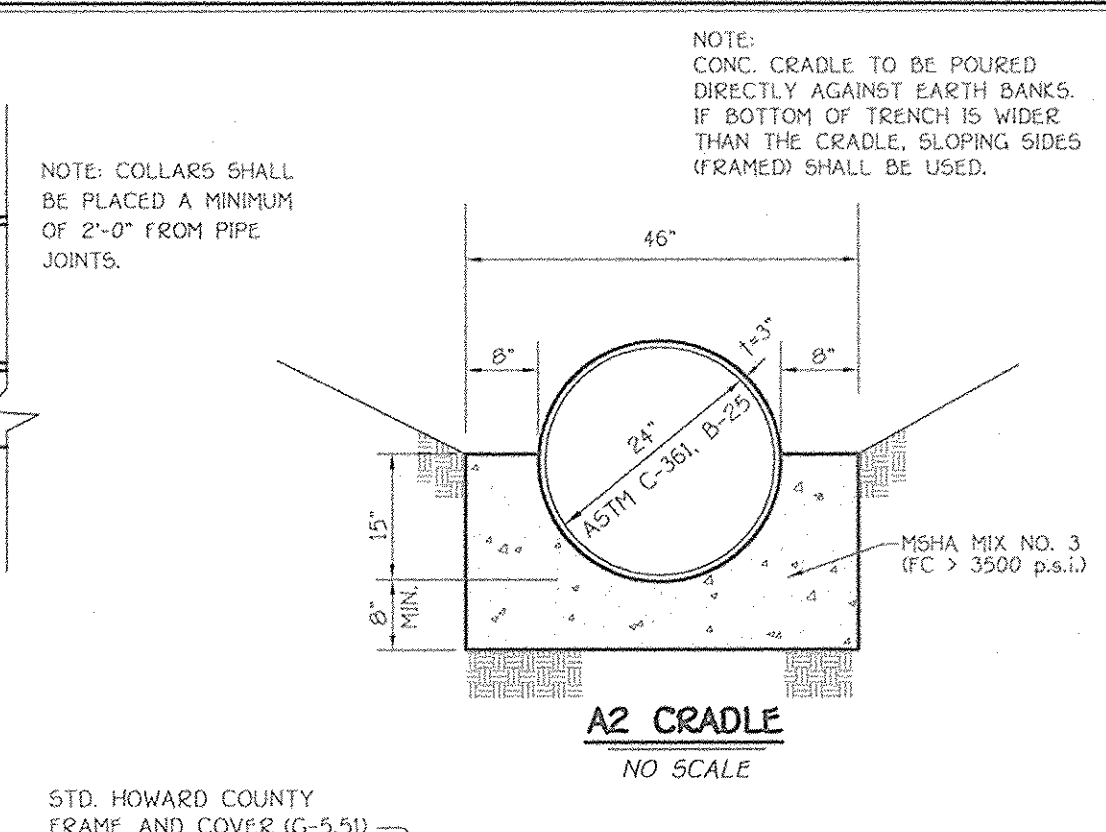 NOTE:
CONC. CRADLE TO BE POURED
DIRECTLY AGAINST EARTH BANKS.
IF BOTTOM OF TRENCH IS WIDER
THAN THE CRADLE, SLOPING SIDES
(FRAMED) SHALL BE USED.
NOTE: COLLARS SHALL
BE PLACED A MINIMUM
OF 2'-0" FROM PIPE
JOINTS.
46"
8"
t=3"
8"
24"
ASTM C-361, B-25
15"
8"
MIN.
MSHA MIX NO. 3
(FC > 3500 p.s.i.)
A2 CRADLE
NO SCALE
STD. HOWARD COUNTY
FRAME AND COVER (G-5.51)